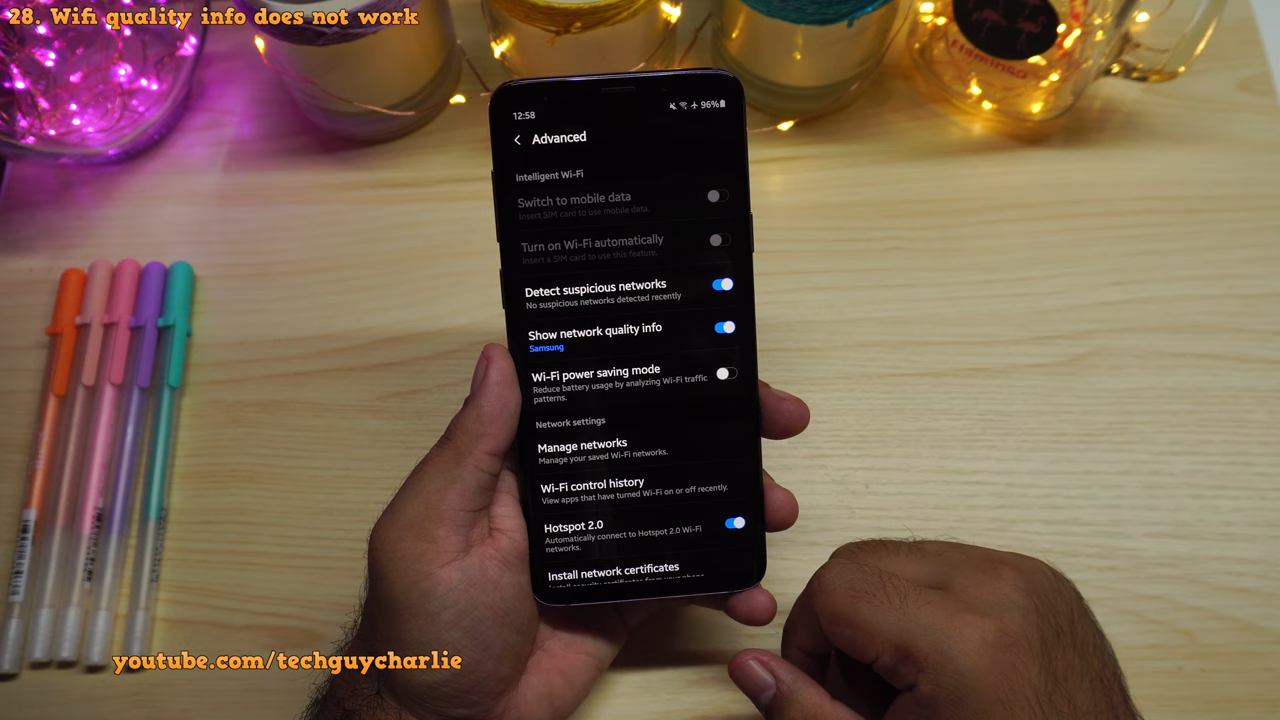 28. Wifi quality info does not work
Flamingo
12:58
96%
Advanced
Intelligent Wi-Fi
Switch to mobile data
Insert SIM card to use mobile data.
Turn on Wi-Fi automatically
Insert a SIM card to use this feature.
Detect suspicious networks
No suspicious networks detected recently
Show network quality info
Samsung
Wi-Fi power saving mode
Reduce battery usage by analyzing Wi-Fi traffic
patterns.
Network settings
Manage networks
Manage your saved Wi-Fi networks.
Wi-Fi control history
View apps that have turned Wi-Fi on or off recently.
Hotspot 2.0
Automatically connect to Hotspot 2.0 Wi-Fi
networks.
Install network certificates
youtube.com/techguycharlie